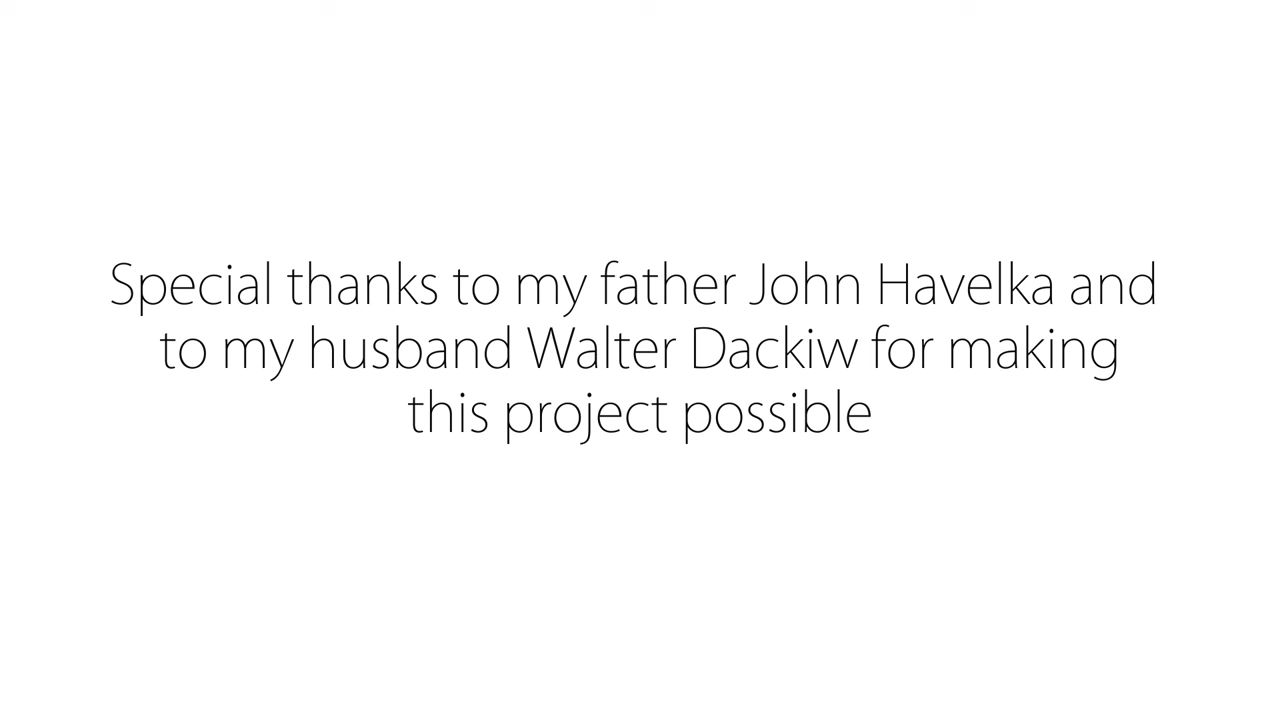 Special thanks to my father John Havelka and
to my husband Walter Dackiw for making
this project possible